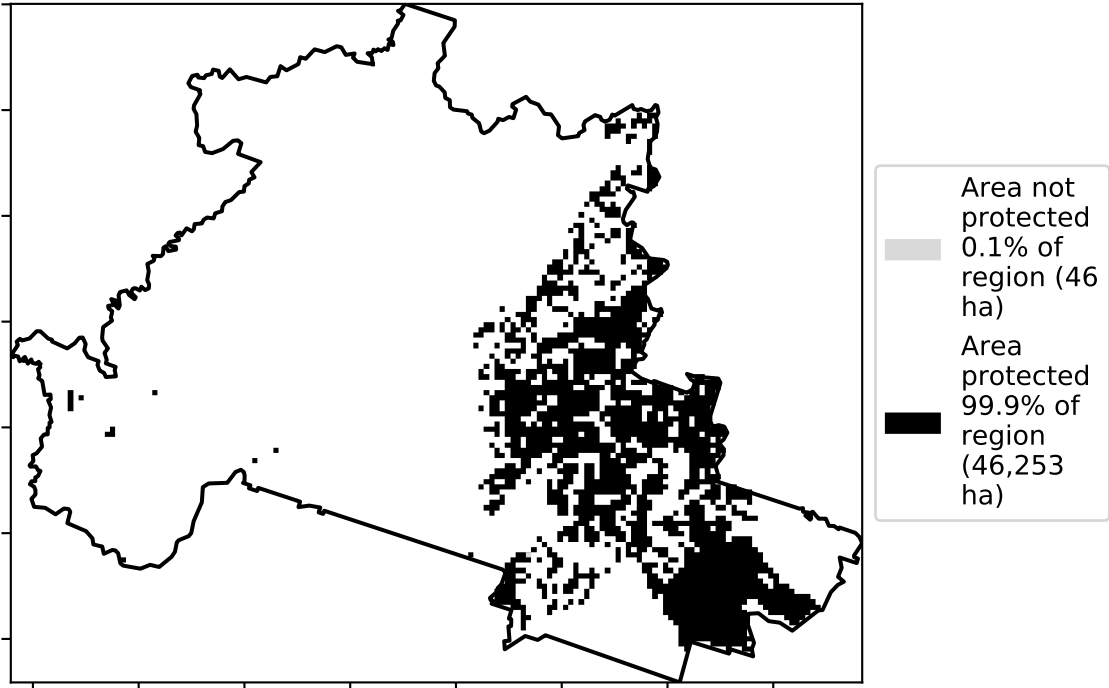 Area not
protected
0.1% of
region (46
ha)
Area
protected
99.9% of
region
(46,253
ha)